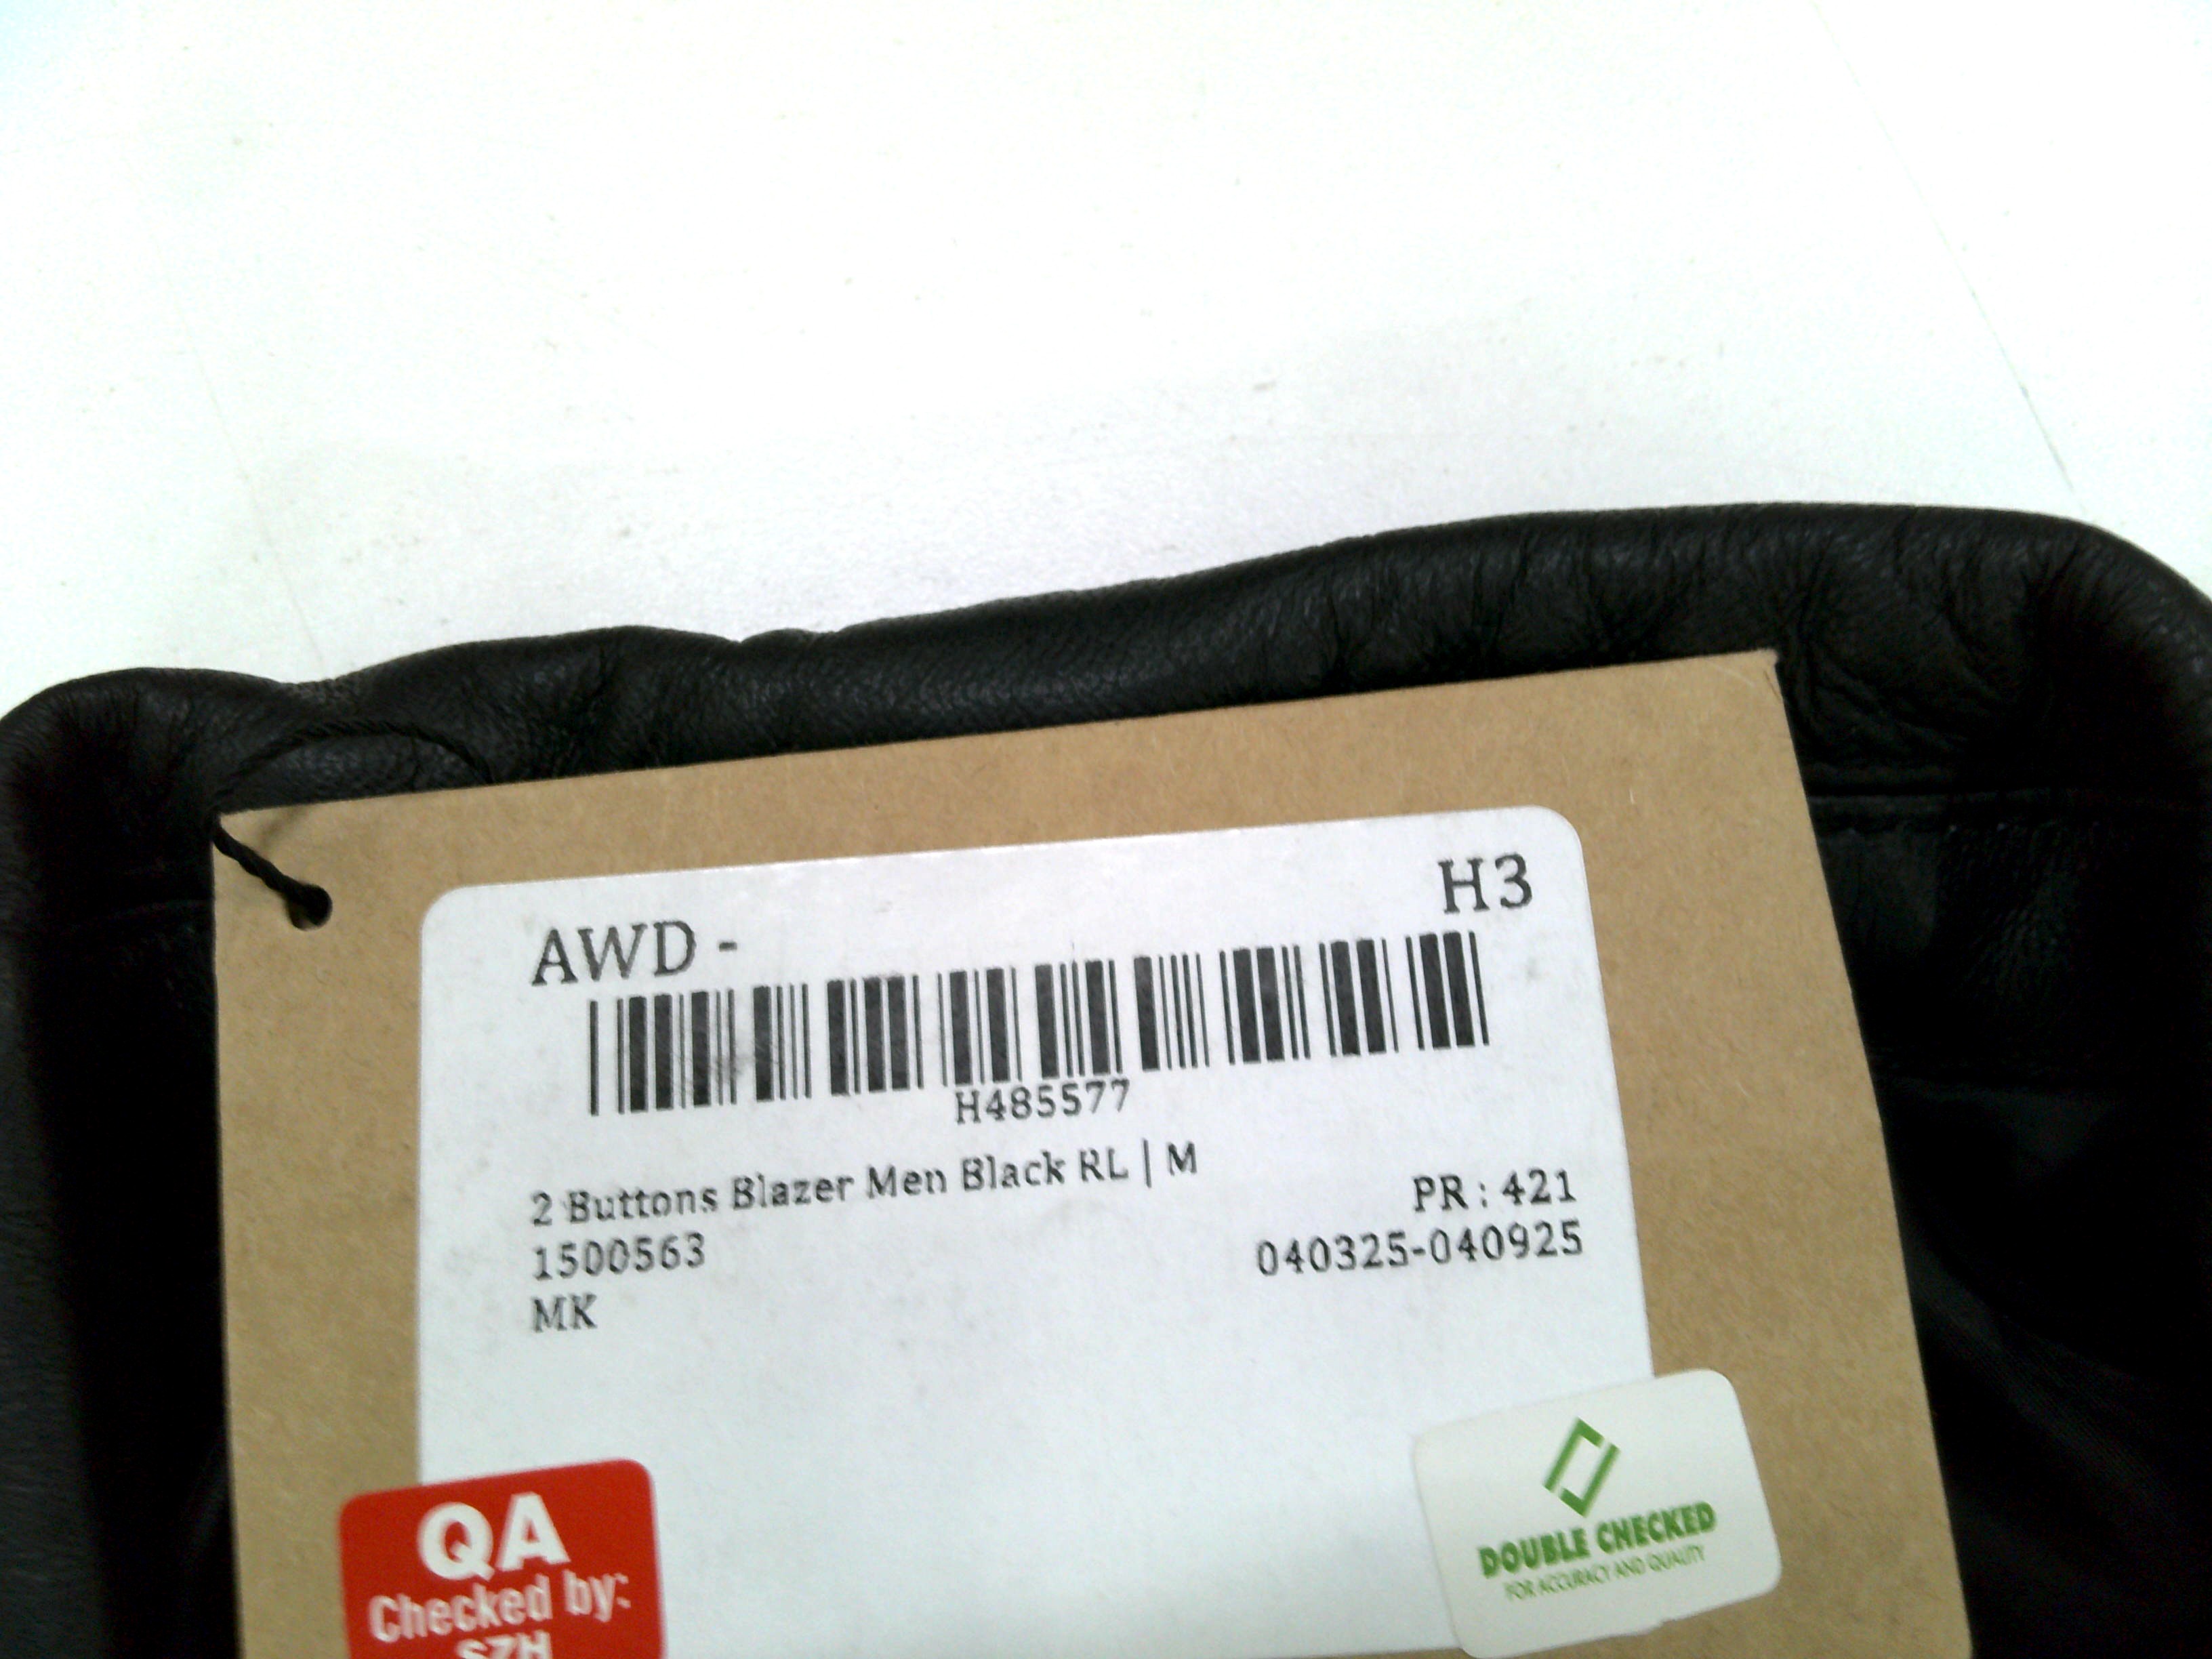 H3
AWD -
H485577
2 Buttons Blazer Men Black RL | M
PR : 421
1500563
040325-040925
MK
QA
Checked by:
SZH
DOUBLE CHECKED
FOR ACCURACY AND QUALITY